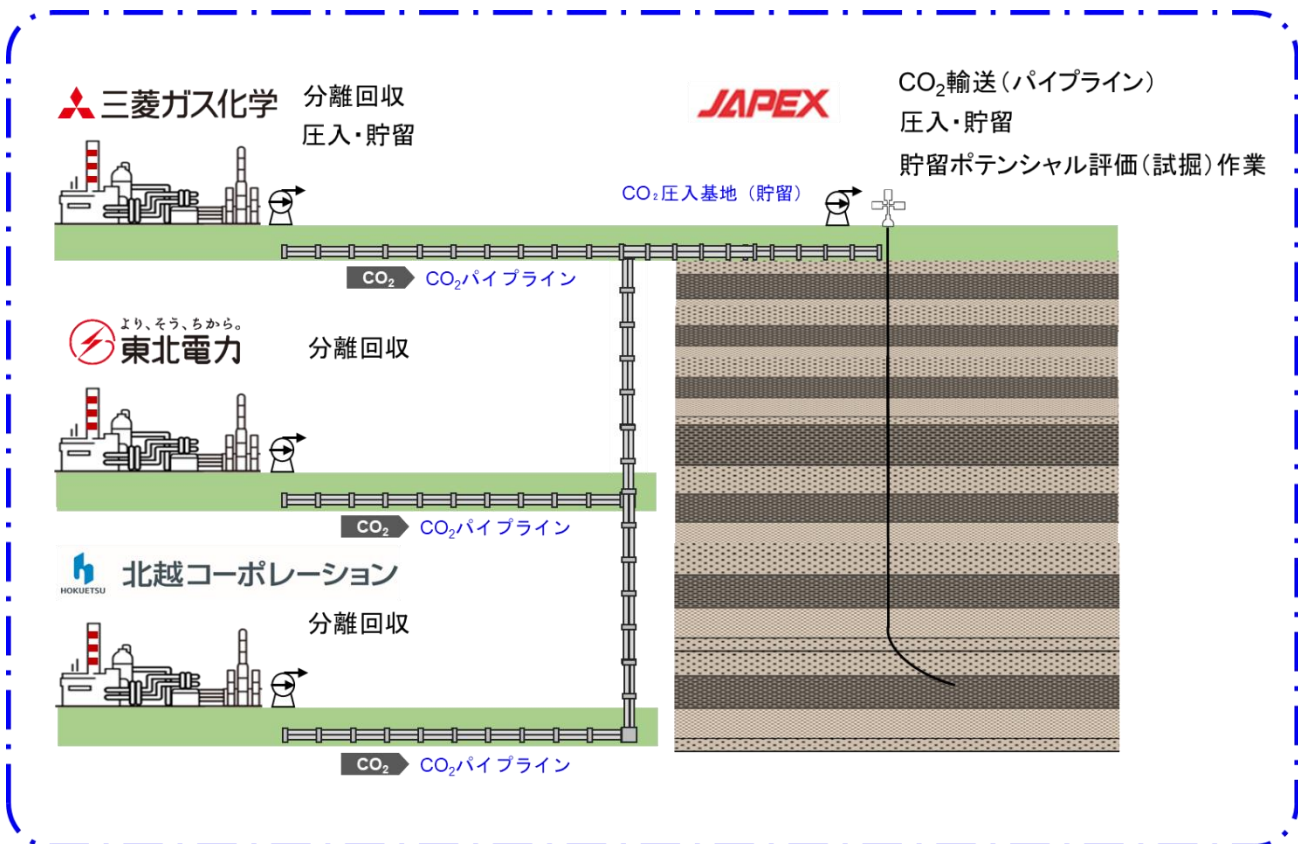 三菱ガス化学
分離回収
圧入・貯留
JAPEX
CO₂輸送(パイプライン)
圧入・貯留
貯留ポテンシャル評価(試掘)作業
CO₂圧入基地(貯留)
CO₂
CO₂パイプライン
より、そう、ちから。
東北電力
分離回収
CO₂
CO₂パイプライン
HOKUETSU
北越コーポレーション
分離回収
CO₂
CO₂パイプライン